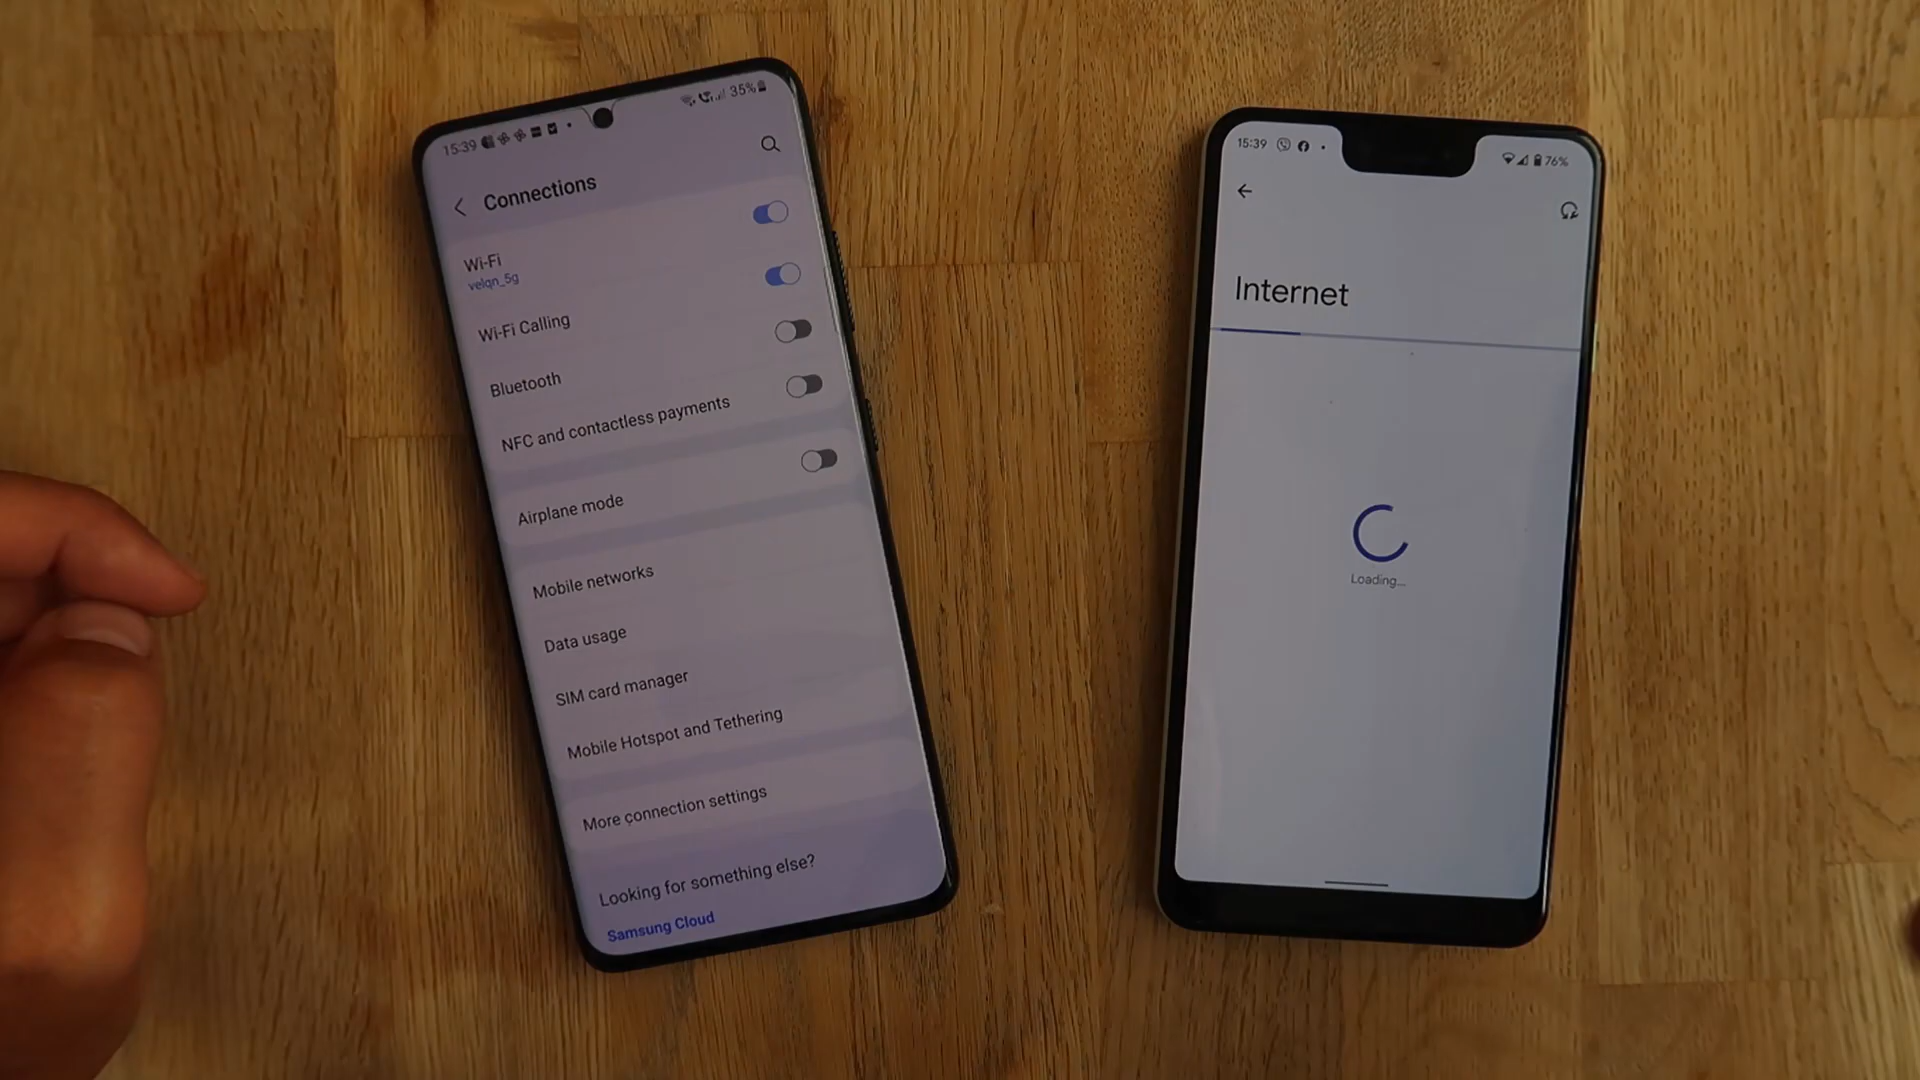 15:39
35%
Connections
Wi-Fi
velqn_5g
Wi-Fi Calling
Bluetooth
NFC and contactless payments
Airplane mode
Mobile networks
Data usage
SIM card manager
Mobile Hotspot and Tethering
More connection settings
Looking for something else?
Samsung Cloud
15:39
76%
Internet
Loading...